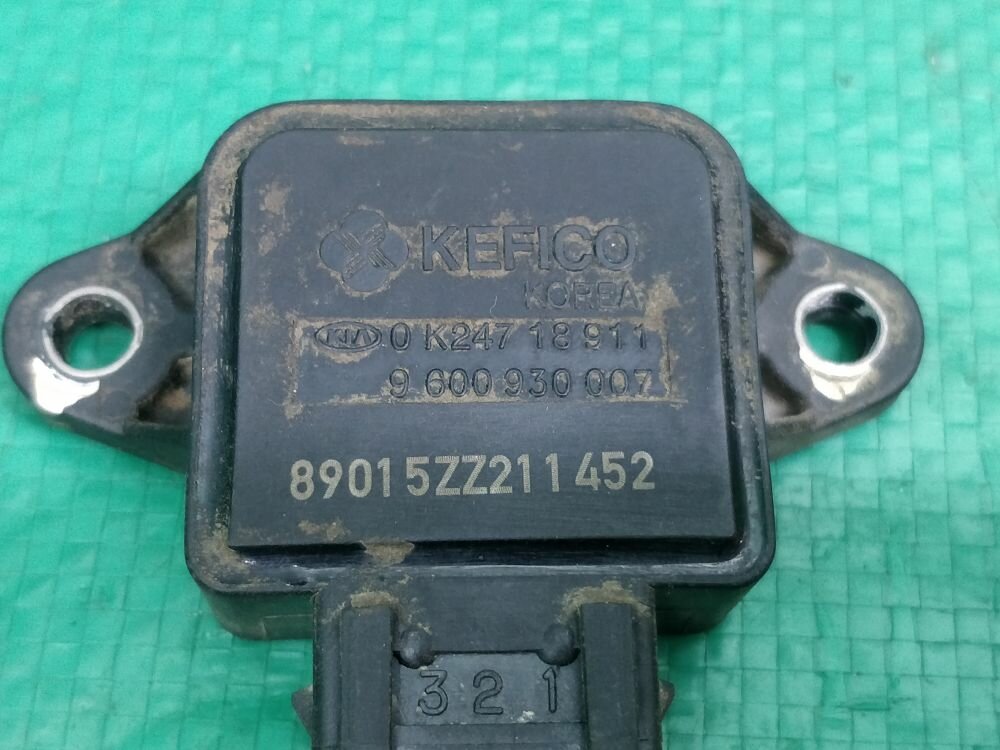 KEFICO
KOREA
KIA 0 K247 18 911
9 600 930 007
89015ZZ211452
3 2 1